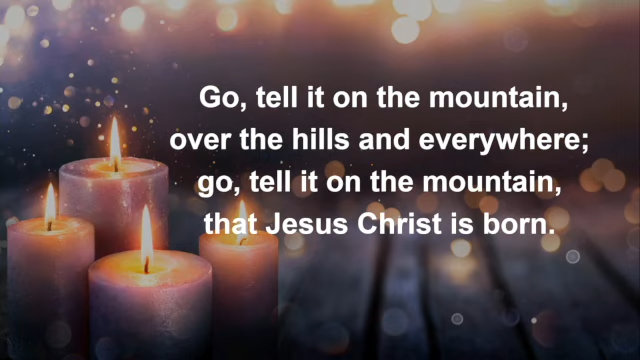 Go, tell it on the mountain,
over the hills and everywhere;
go, tell it on the mountain,
that Jesus Christ is born.